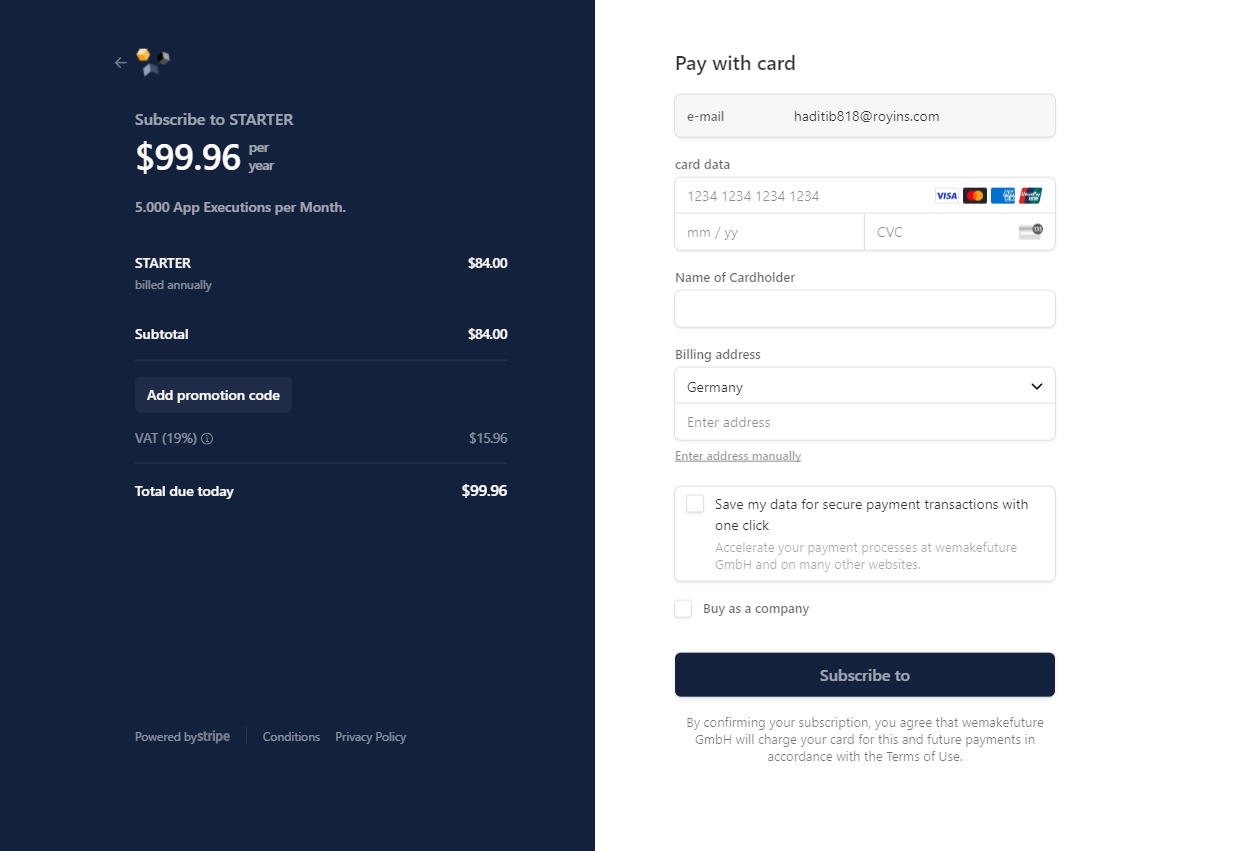 Subscribe to STARTER
$99.96 per
year
5.000 App Executions per Month.
STARTER $84.00
billed annually
Subtotal $84.00
Add promotion code
VAT (19%) $15.96
Total due today $99.96
Powered by stripe Conditions Privacy Policy
Pay with card
e-mail haditib818@royins.com
card data
1234 1234 1234 1234 VISA
mm / yy CVC
Name of Cardholder
Billing address
Germany
Enter address
Enter address manually
Save my data for secure payment transactions with
one click
Accelerate your payment processes at wemakefuture
GmbH and on many other websites.
Buy as a company
Subscribe to
By confirming your subscription, you agree that wemakefuture
GmbH will charge your card for this and future payments in
accordance with the Terms of Use.